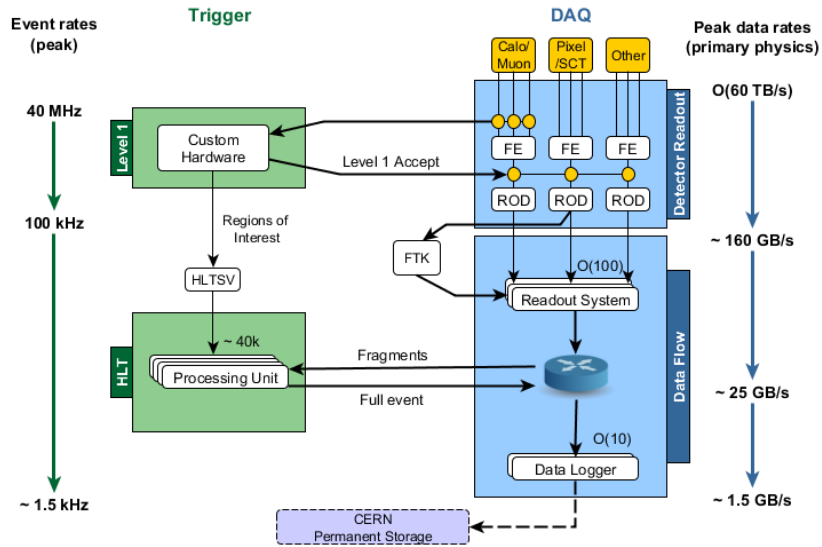 Event rates
(peak)
Trigger
DAQ
Peak data rates
(primary physics)
Calo/
Muon
Pixel
/SCT
Other
40 MHz
O(60 TB/s)
Level 1
Custom
Hardware
FE
FE
FE
Level 1 Accept
ROD
ROD
ROD
Detector Readout
100 kHz
Regions of
Interest
~ 160 GB/s
FTK
HLTSV
O(100)
Readout System
HLT
~ 40k
Processing Unit
Fragments
Full event
Data Flow
~ 25 GB/s
O(10)
Data Logger
~ 1.5 kHz
~ 1.5 GB/s
CERN
Permanent Storage